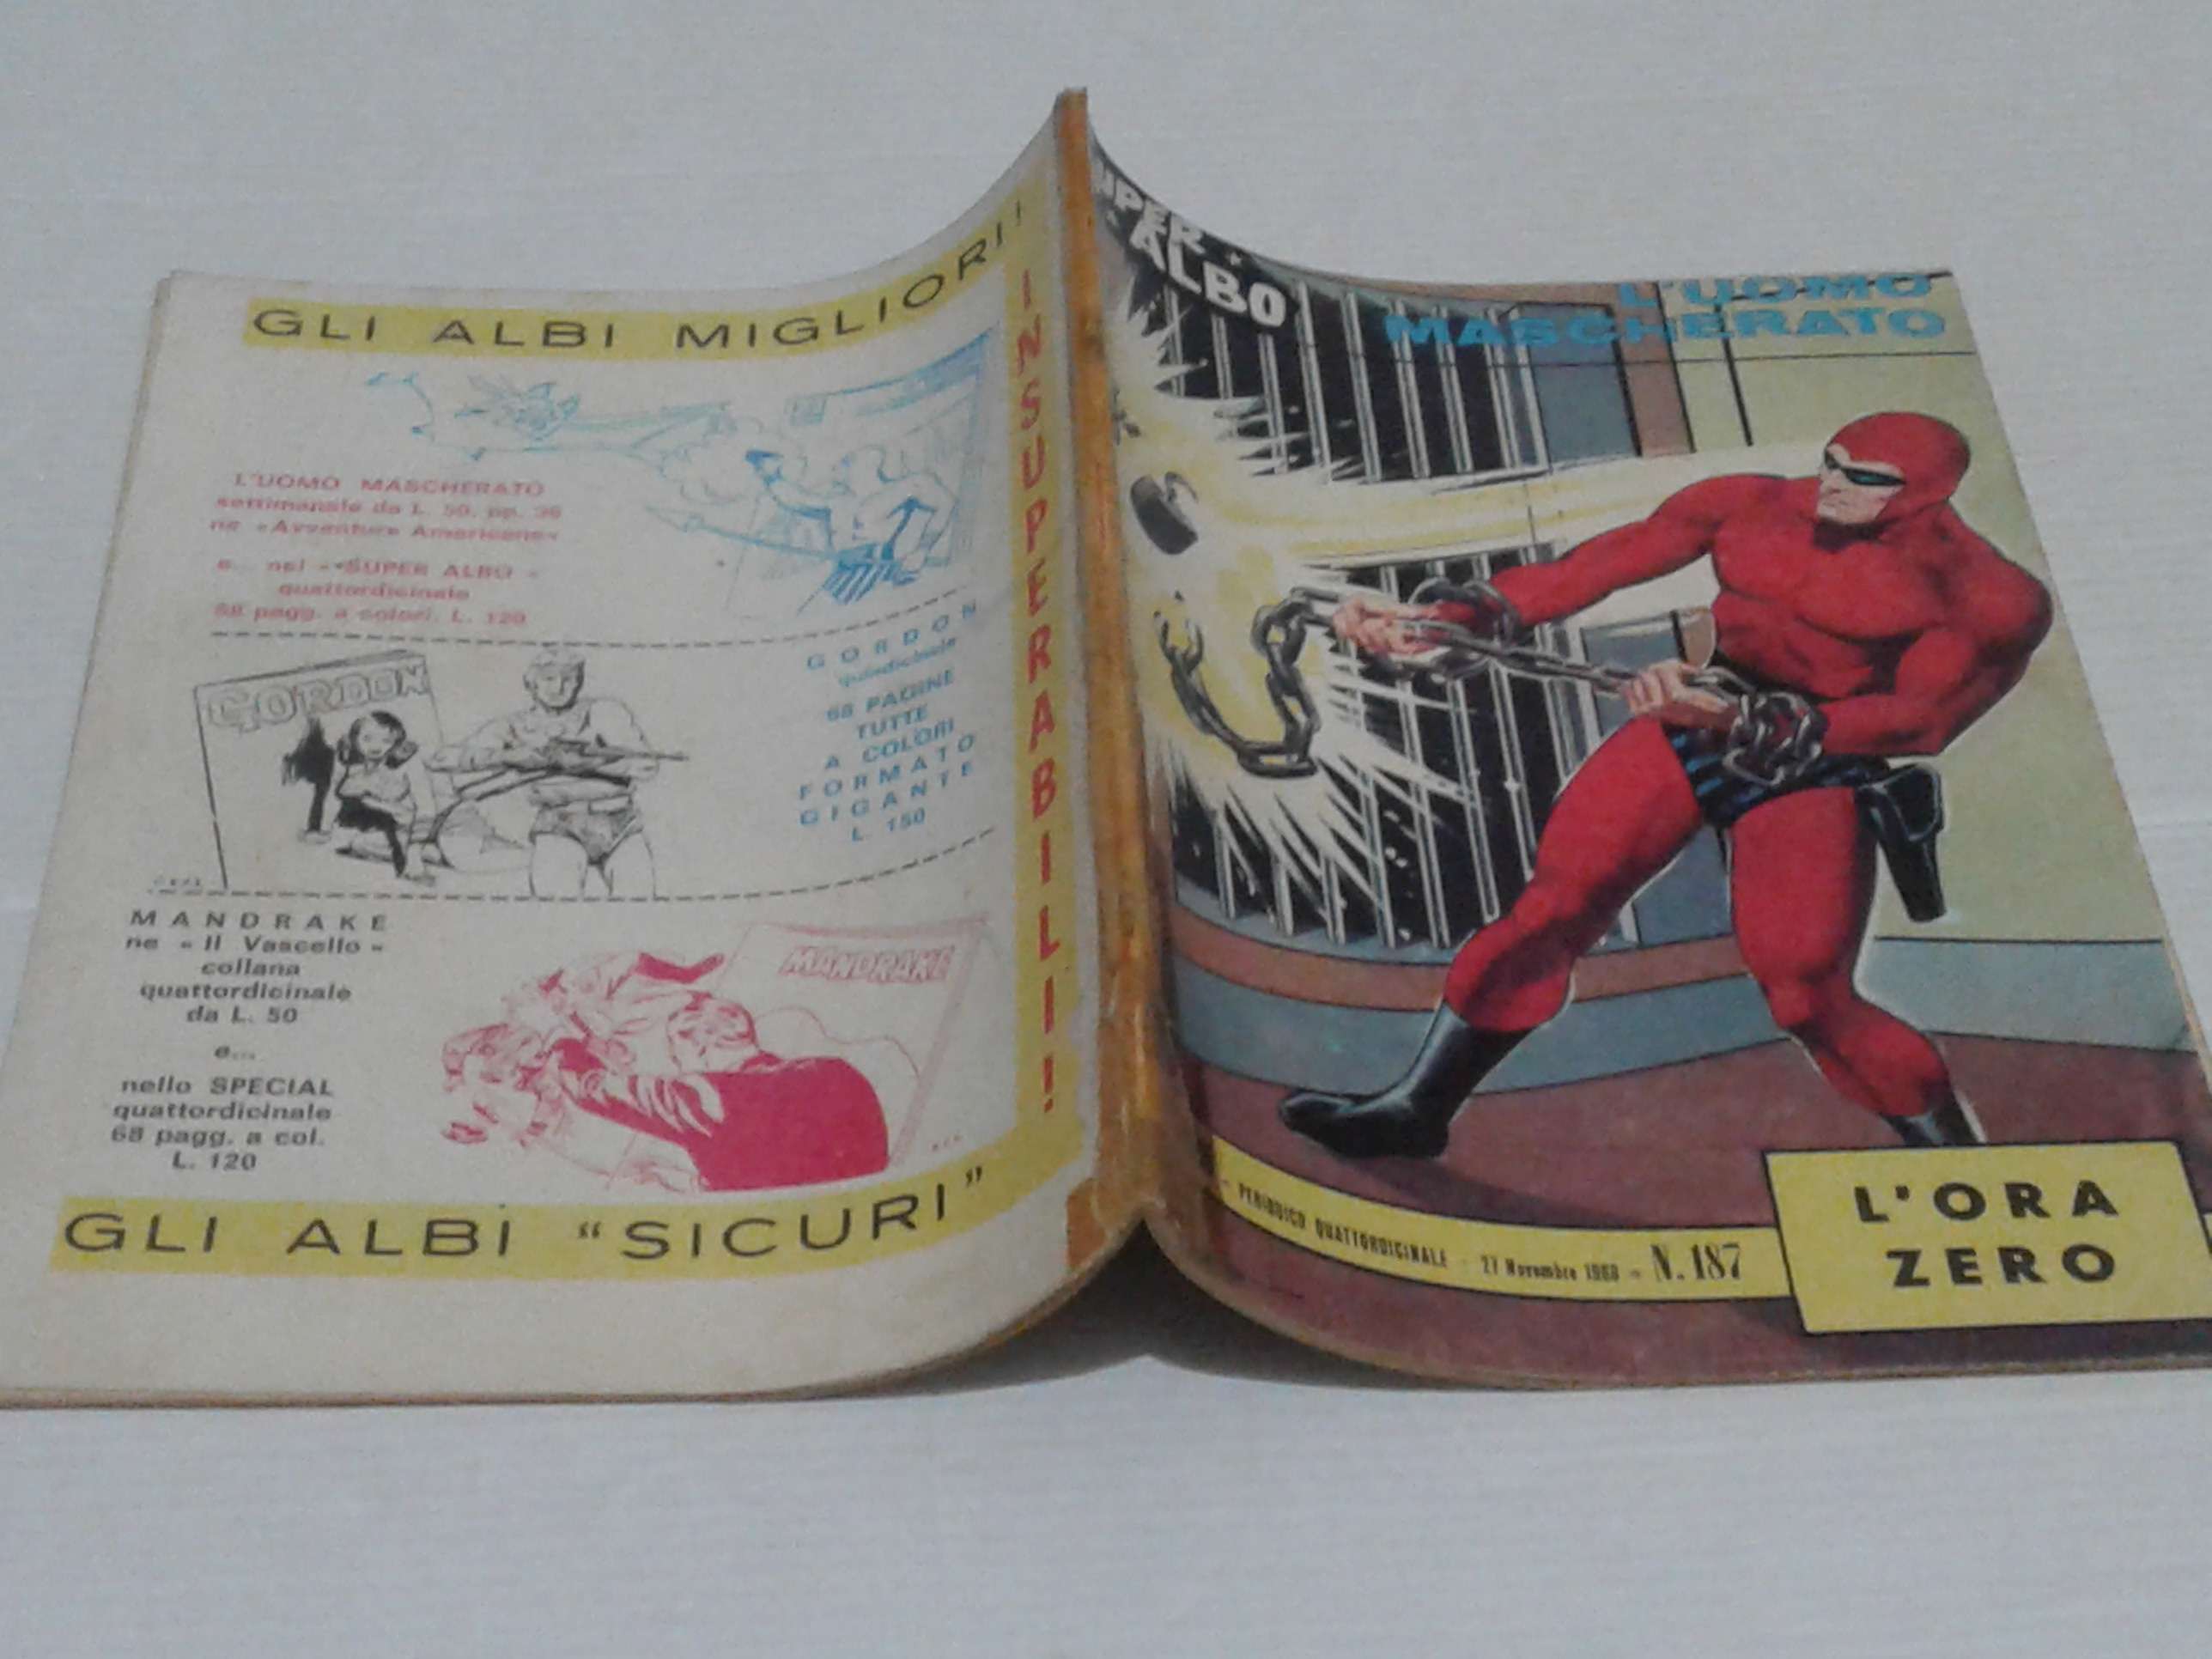 GLI ALBI MIGLIORI!
INSUPERABILI!!
L'UOMO MASCHERATO
settimanale da L. 50, pp. 36
ne «Avventure Americane»
e... nel «SUPER ALBO»
quattordicinale
68 pagg. a colori. L. 120
GORDON
GORDON
quindicinale
68 PAGINE
TUTTE
A COLORI
FORMATO
GIGANTE
L. 150
MANDRAKE
ne «Il Vascello»
collana
quattordicinale
da L. 50
e...
nello SPECIAL
quattordicinale
68 pagg. a col.
L. 120
MANDRAKE
GLI ALBI “SICURI”
UPER
ALBO
L'UOMO
MASCHERATO
PERIODICO QUATTORDICINALE - 27 Novembre - N. 187
L'ORA
ZERO